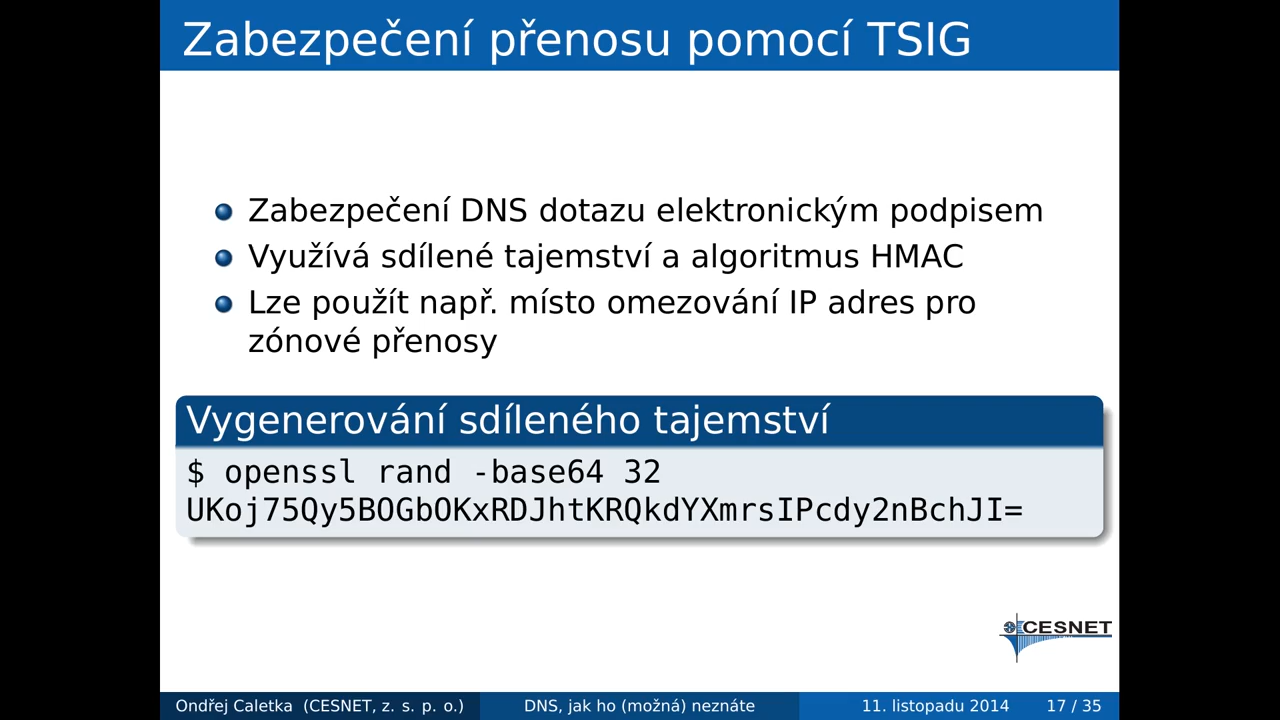 Zabezpečení přenosu pomocí TSIG
Zabezpečení DNS dotazu elektronickým podpisem
Využívá sdílené tajemství a algoritmus HMAC
Lze použít např. místo omezování IP adres pro
zónové přenosy
Vygenerování sdíleného tajemství
$ openssl rand -base64 32
UKoj75Qy5BOGbOKxRDJhtKRQkdYXmrsIPcdy2nBchJI=
CESNET
Ondřej Caletka (CESNET, z. s. p. o.)
DNS, jak ho (možná) neznáte
11. listopadu 2014
17 / 35